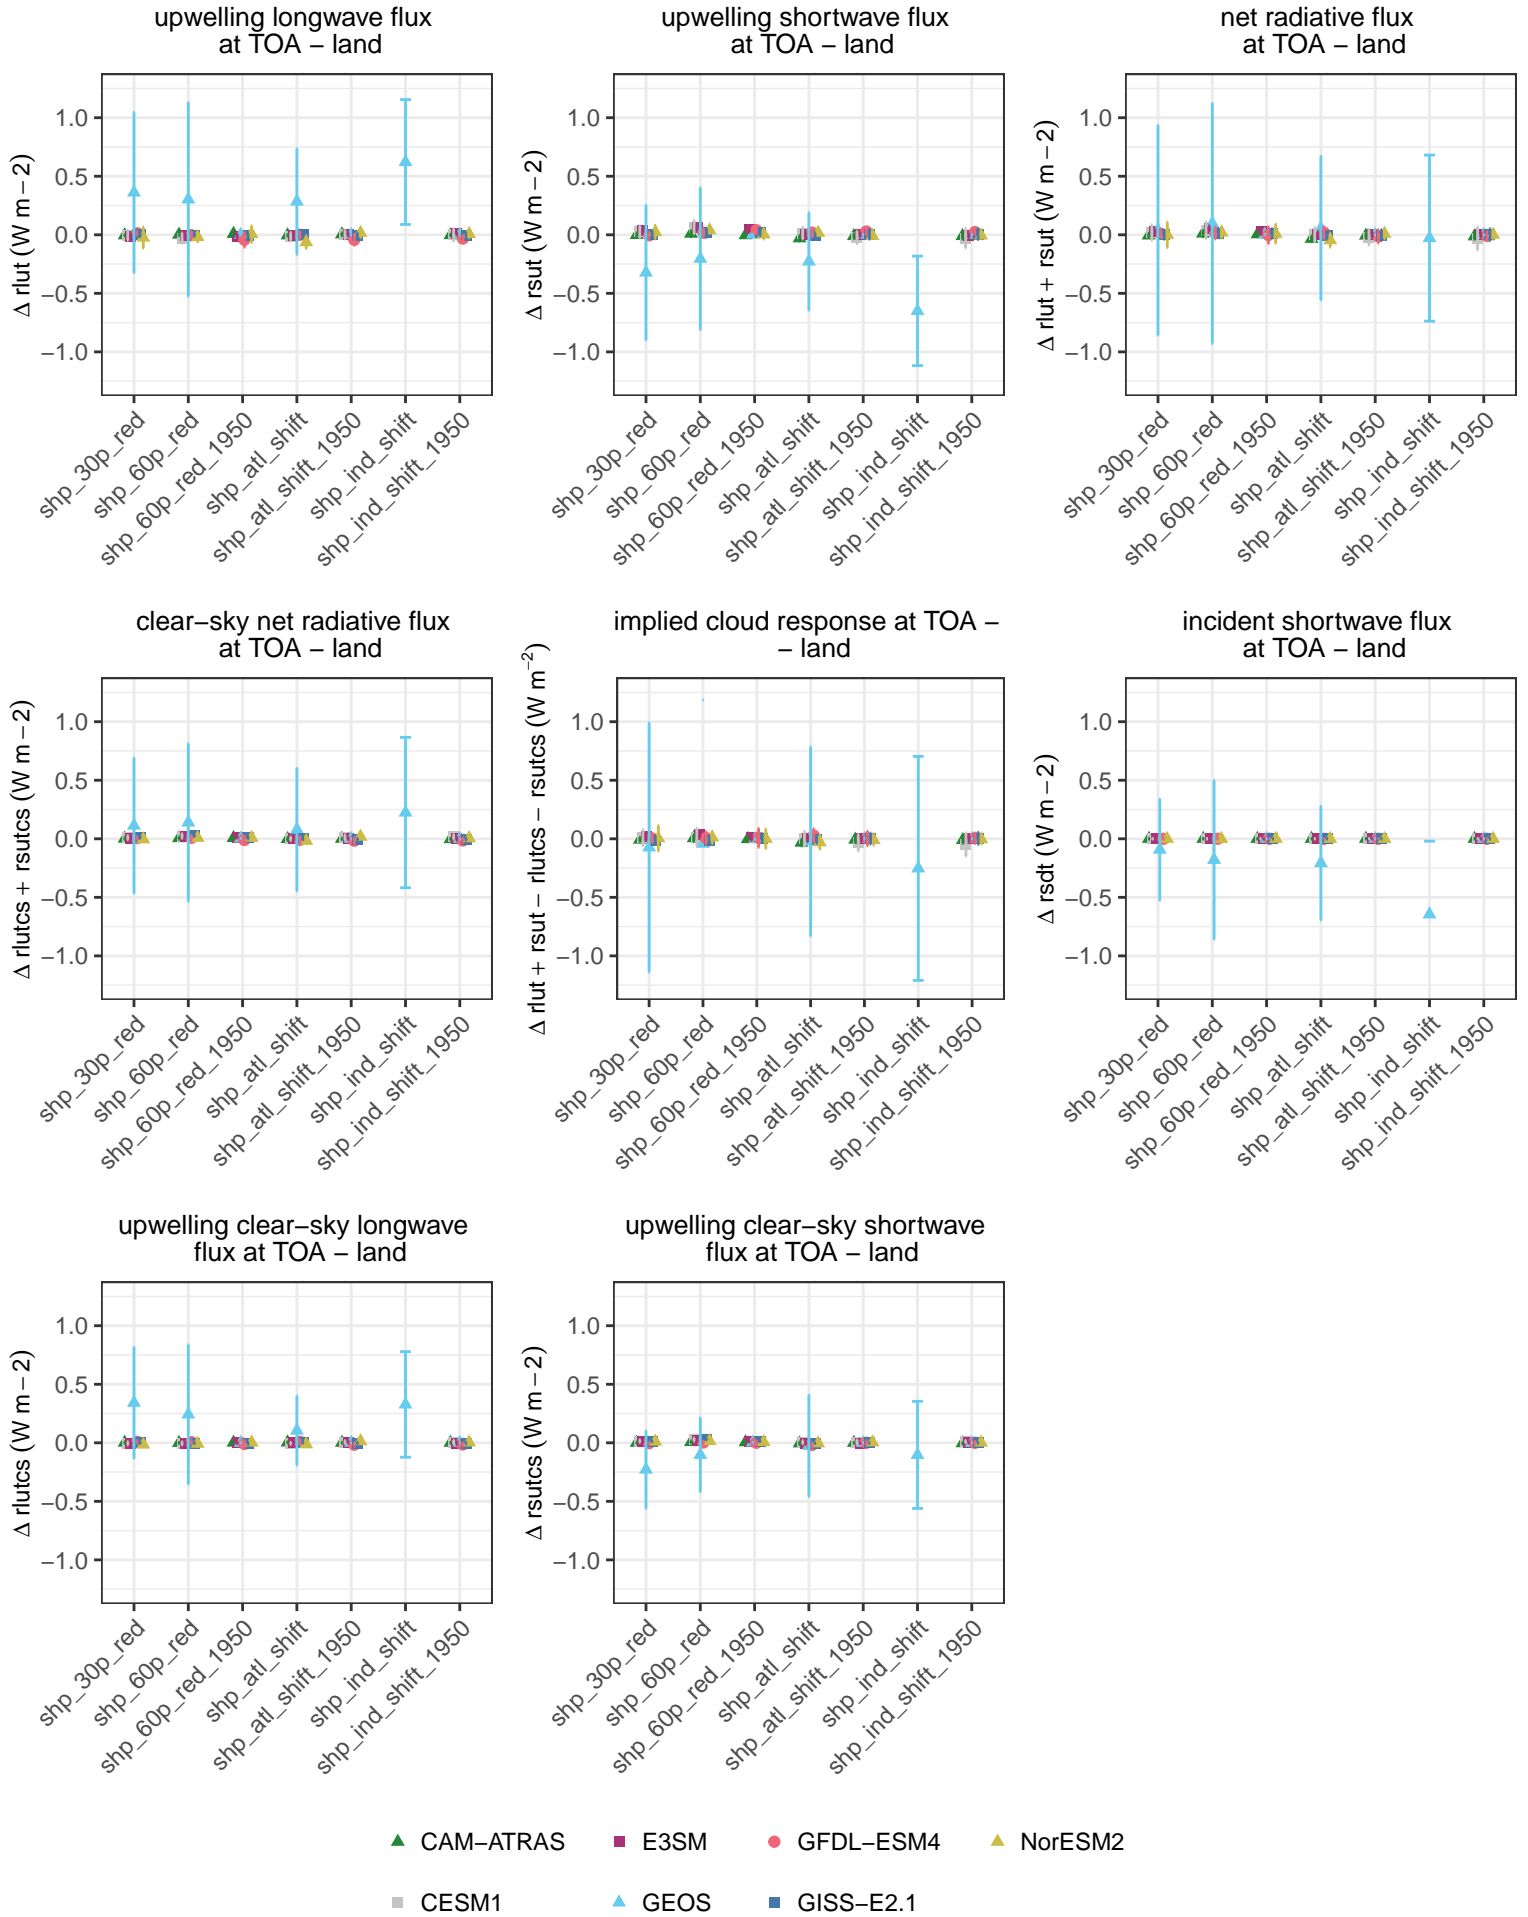 upwelling longwave flux
at TOA – land
Δ rlut (W m−2)
1.0
0.5
0.0
−0.5
−1.0
shp_30p_red
shp_60p_red
shp_60p_red_1950
shp_atl_shift
shp_atl_shift_1950
shp_ind_shift
shp_ind_shift_1950
upwelling shortwave flux
at TOA – land
Δ rsut (W m−2)
1.0
0.5
0.0
−0.5
−1.0
shp_30p_red
shp_60p_red
shp_60p_red_1950
shp_atl_shift
shp_atl_shift_1950
shp_ind_shift
shp_ind_shift_1950
net radiative flux
at TOA – land
Δ rlut + rsut (W m−2)
1.0
0.5
0.0
−0.5
−1.0
shp_30p_red
shp_60p_red
shp_60p_red_1950
shp_atl_shift
shp_atl_shift_1950
shp_ind_shift
shp_ind_shift_1950
clear–sky net radiative flux
at TOA – land
Δ rlutcs + rsutcs (W m−2)
1.0
0.5
0.0
−0.5
−1.0
shp_30p_red
shp_60p_red
shp_60p_red_1950
shp_atl_shift
shp_atl_shift_1950
shp_ind_shift
shp_ind_shift_1950
implied cloud response at TOA –
– land
Δ rlut + rsut − rlutcs − rsutcs (W m⁻²)
1.0
0.5
0.0
−0.5
−1.0
shp_30p_red
shp_60p_red
shp_60p_red_1950
shp_atl_shift
shp_atl_shift_1950
shp_ind_shift
shp_ind_shift_1950
incident shortwave flux
at TOA – land
Δ rsdt (W m−2)
1.0
0.5
0.0
−0.5
−1.0
shp_30p_red
shp_60p_red
shp_60p_red_1950
shp_atl_shift
shp_atl_shift_1950
shp_ind_shift
shp_ind_shift_1950
upwelling clear–sky longwave
flux at TOA – land
Δ rlutcs (W m−2)
1.0
0.5
0.0
−0.5
−1.0
shp_30p_red
shp_60p_red
shp_60p_red_1950
shp_atl_shift
shp_atl_shift_1950
shp_ind_shift
shp_ind_shift_1950
upwelling clear–sky shortwave
flux at TOA – land
Δ rsutcs (W m−2)
1.0
0.5
0.0
−0.5
−1.0
shp_30p_red
shp_60p_red
shp_60p_red_1950
shp_atl_shift
shp_atl_shift_1950
shp_ind_shift
shp_ind_shift_1950
CAM–ATRAS
E3SM
GFDL–ESM4
NorESM2
CESM1
GEOS
GISS–E2.1